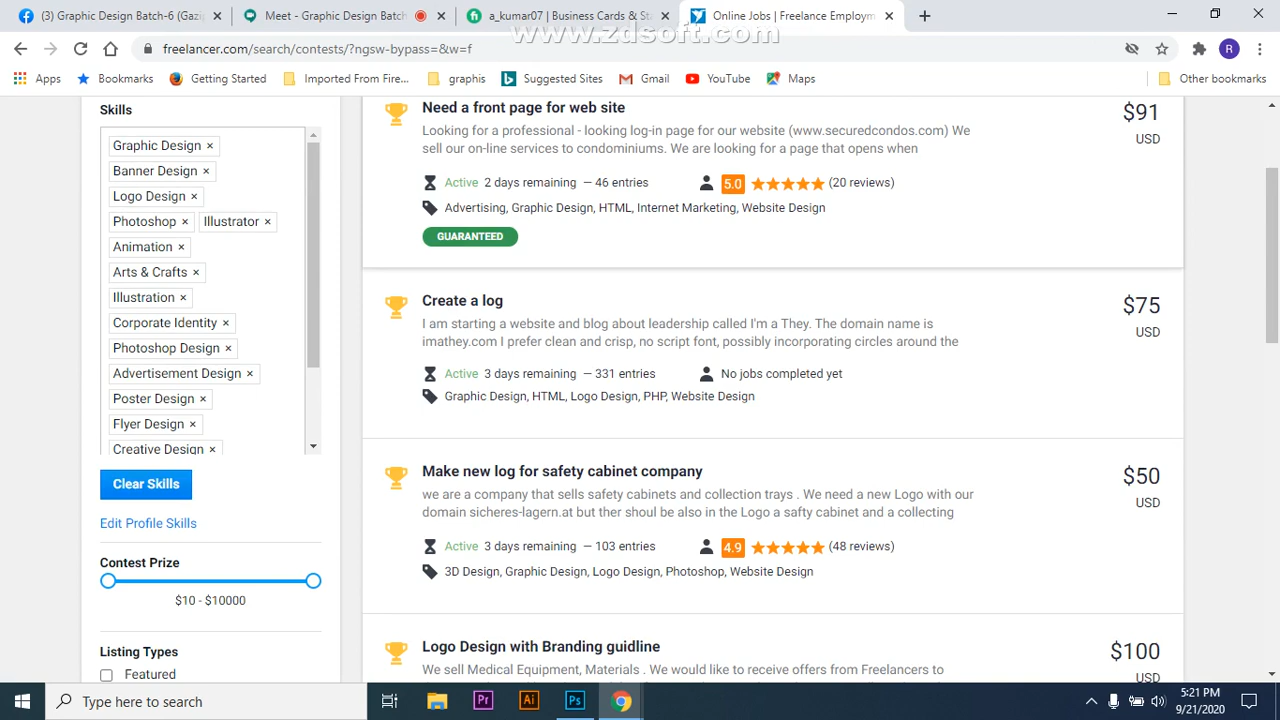 (3) Graphic Design Batch-6 (Gazi
Meet - Graphic Design Batch
a_kumar07 | Business Cards & Sta
Online Jobs | Freelance Employm
www.zdsoft.com
freelancer.com/search/contests/?ngsw-bypass=&w=f
R
Apps
Bookmarks
Getting Started
Imported From Fire...
graphis
Suggested Sites
Gmail
YouTube
Maps
Other bookmarks
Skills
Graphic Design ×
Banner Design ×
Logo Design ×
Photoshop × Illustrator ×
Animation ×
Arts & Crafts ×
Illustration ×
Corporate Identity ×
Photoshop Design ×
Advertisement Design ×
Poster Design ×
Flyer Design ×
Creative Design ×
Clear Skills
Edit Profile Skills
Contest Prize
$10 - $10000
Listing Types
Featured
Need a front page for web site
$91
USD
Looking for a professional - looking log-in page for our website (www.securedcondos.com) We
sell our on-line services to condominiums. We are looking for a page that opens when
Active 2 days remaining – 46 entries
5.0 (20 reviews)
Advertising, Graphic Design, HTML, Internet Marketing, Website Design
GUARANTEED
Create a log
$75
USD
I am starting a website and blog about leadership called I'm a They. The domain name is
imathey.com I prefer clean and crisp, no script font, possibly incorporating circles around the
Active 3 days remaining – 331 entries
No jobs completed yet
Graphic Design, HTML, Logo Design, PHP, Website Design
Make new log for safety cabinet company
$50
USD
we are a company that sells safety cabinets and collection trays . We need a new Logo with our
domain sicheres-lagern.at but ther shoul be also in the Logo a safty cabinet and a collecting
Active 3 days remaining – 103 entries
4.9 (48 reviews)
3D Design, Graphic Design, Logo Design, Photoshop, Website Design
Logo Design with Branding guidline
$100
USD
We sell Medical Equipment, Materials . We would like to receive offers from Freelancers to
Type here to search
Pr
Ai
Ps
5:21 PM
9/21/2020